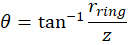 θ = tan⁻¹ r_ring / z